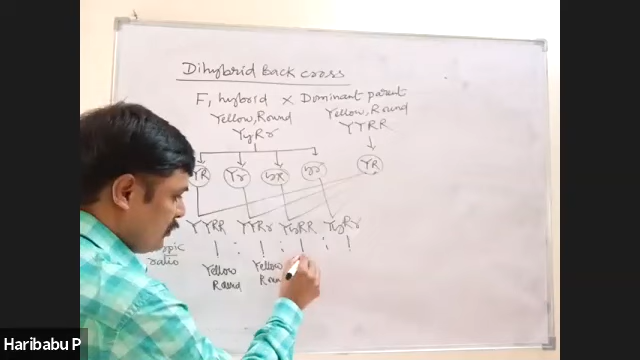 Dihybrid Back cross
F₁ hybrid × Dominant parent
Yellow, Round Yellow, Round
YyRr YYRR
YR Yr yR yr YR
YYRR YYRr YyRR YyRr
1 : 1 : 1 : 1
ratio
Yellow Yellow
Round
Haribabu P